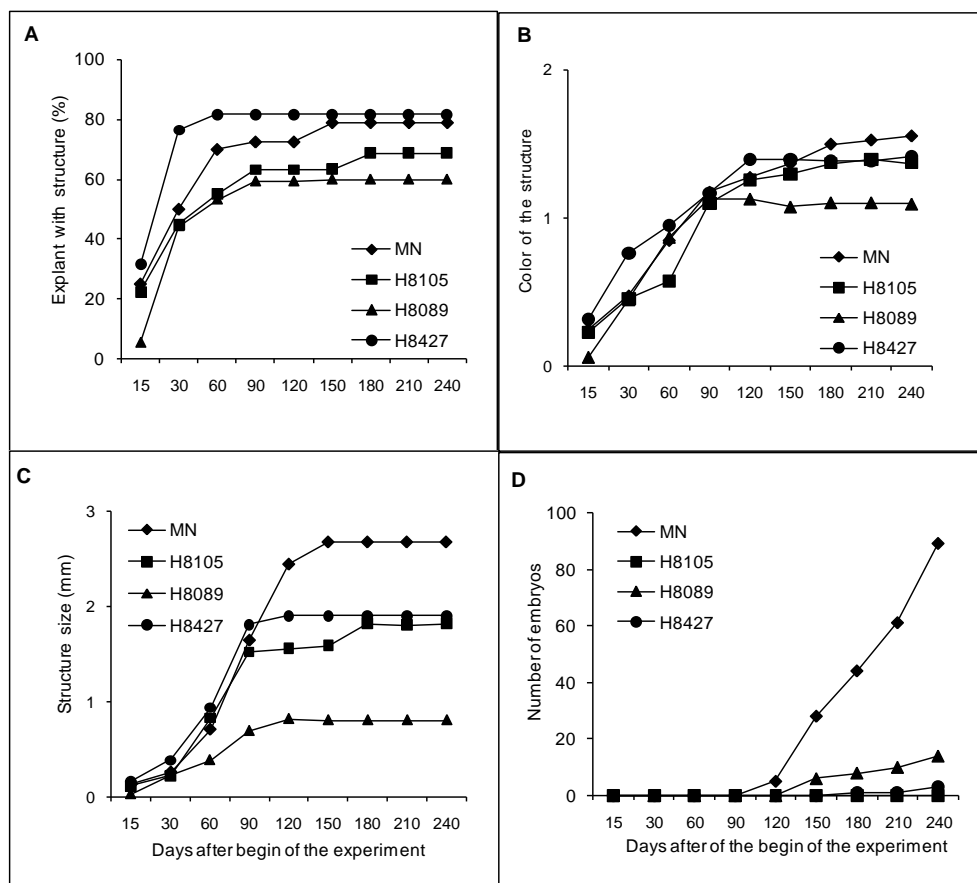 A
Explant with structure (%)
100
80
60
40
20
0
15 30 60 90 120 150 180 210 240
MN
H8105
H8089
H8427
B
Color of the structure
2
1
0
15 30 60 90 120 150 180 210 240
MN
H8105
H8089
H8427
C
Structure size (mm)
3
2
1
0
15 30 60 90 120 150 180 210 240
MN
H8105
H8089
H8427
Days after begin of the experiment
D
Number of embryos
100
80
60
40
20
0
15 30 60 90 120 150 180 210 240
MN
H8105
H8089
H8427
Days after of the begin of the experiment